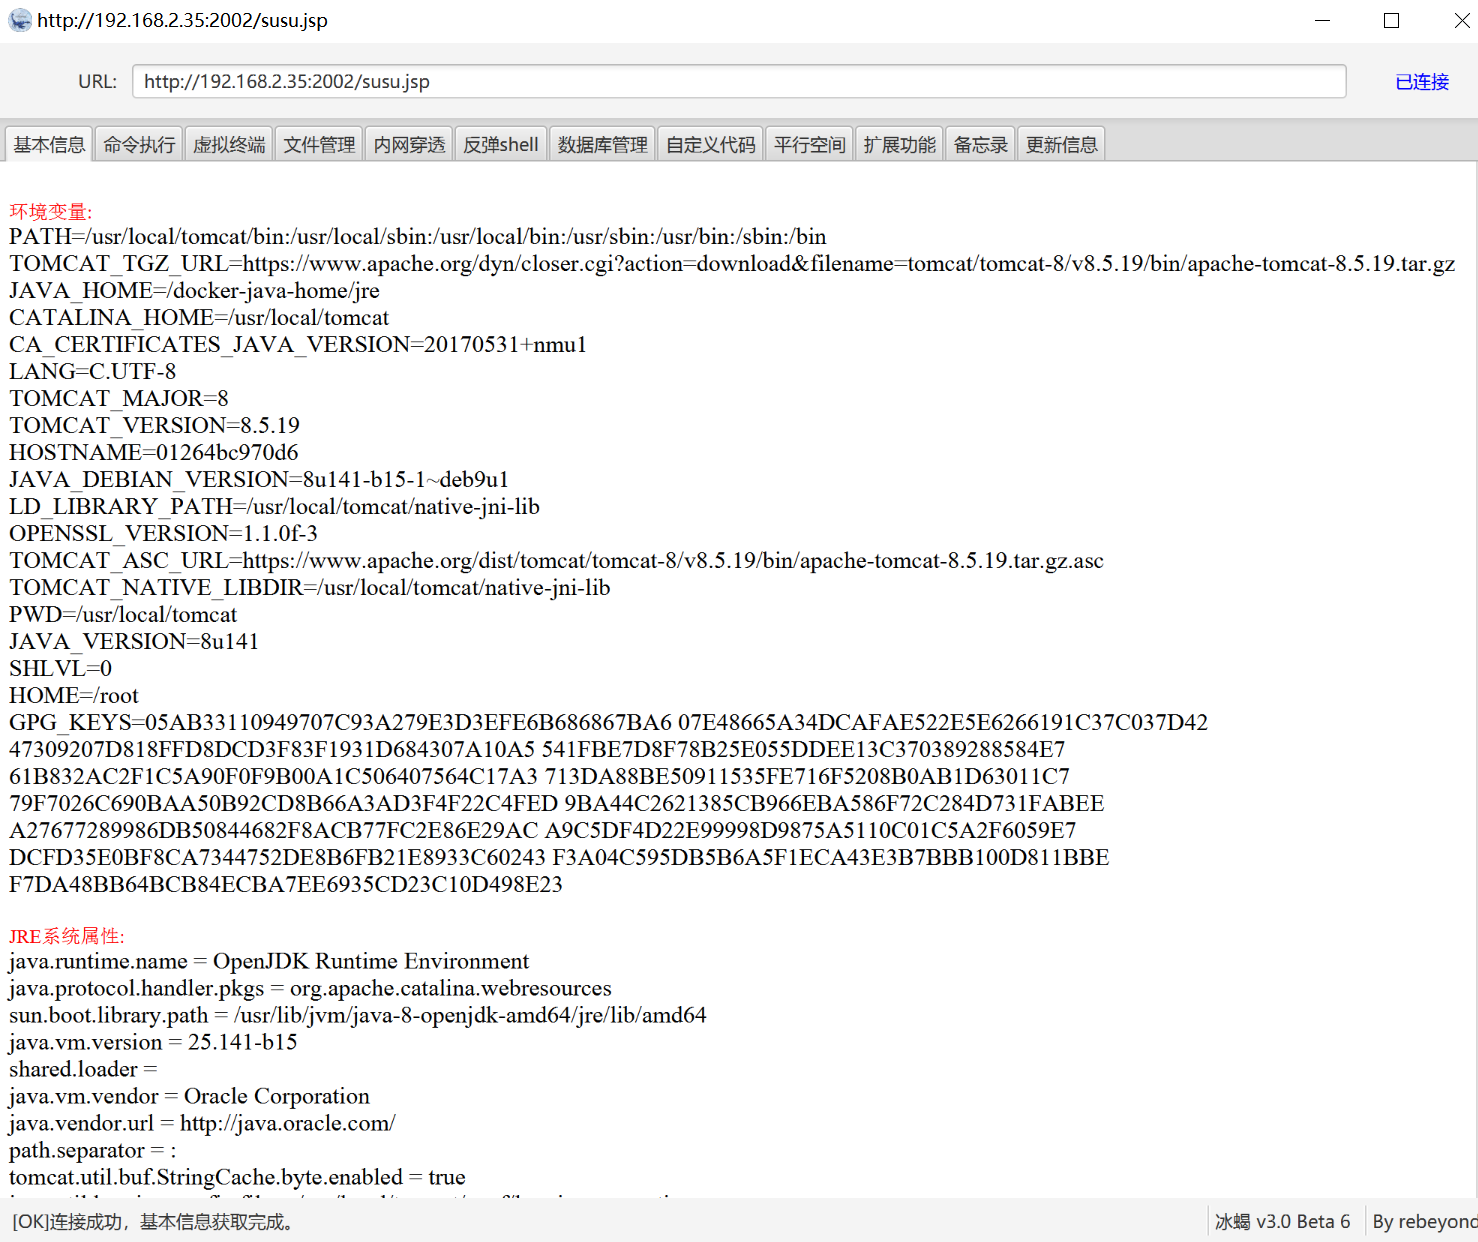 http://192.168.2.35:2002/susu.jsp
URL: http://192.168.2.35:2002/susu.jsp 已连接
基本信息 命令执行 虚拟终端 文件管理 内网穿透 反弹shell 数据库管理 自定义代码 平行空间 扩展功能 备忘录 更新信息
环境变量:
PATH=/usr/local/tomcat/bin:/usr/local/sbin:/usr/local/bin:/usr/sbin:/usr/bin:/sbin:/bin
TOMCAT_TGZ_URL=https://www.apache.org/dyn/closer.cgi?action=download&filename=tomcat/tomcat-8/v8.5.19/bin/apache-tomcat-8.5.19.tar.gz
JAVA_HOME=/docker-java-home/jre
CATALINA_HOME=/usr/local/tomcat
CA_CERTIFICATES_JAVA_VERSION=20170531+nmu1
LANG=C.UTF-8
TOMCAT_MAJOR=8
TOMCAT_VERSION=8.5.19
HOSTNAME=01264bc970d6
JAVA_DEBIAN_VERSION=8u141-b15-1~deb9u1
LD_LIBRARY_PATH=/usr/local/tomcat/native-jni-lib
OPENSSL_VERSION=1.1.0f-3
TOMCAT_ASC_URL=https://www.apache.org/dist/tomcat/tomcat-8/v8.5.19/bin/apache-tomcat-8.5.19.tar.gz.asc
TOMCAT_NATIVE_LIBDIR=/usr/local/tomcat/native-jni-lib
PWD=/usr/local/tomcat
JAVA_VERSION=8u141
SHLVL=0
HOME=/root
GPG_KEYS=05AB33110949707C93A279E3D3EFE6B686867BA6 07E48665A34DCAFAE522E5E6266191C37C037D42
47309207D818FFD8DCD3F83F1931D684307A10A5 541FBE7D8F78B25E055DDEE13C370389288584E7
61B832AC2F1C5A90F0F9B00A1C506407564C17A3 713DA88BE50911535FE716F5208B0AB1D63011C7
79F7026C690BAA50B92CD8B66A3AD3F4F22C4FED 9BA44C2621385CB966EBA586F72C284D731FABEE
A27677289986DB50844682F8ACB77FC2E86E29AC A9C5DF4D22E99998D9875A5110C01C5A2F6059E7
DCFD35E0BF8CA7344752DE8B6FB21E8933C60243 F3A04C595DB5B6A5F1ECA43E3B7BBB100D811BBE
F7DA48BB64BCB84ECBA7EE6935CD23C10D498E23
JRE系统属性:
java.runtime.name = OpenJDK Runtime Environment
java.protocol.handler.pkgs = org.apache.catalina.webresources
sun.boot.library.path = /usr/lib/jvm/java-8-openjdk-amd64/jre/lib/amd64
java.vm.version = 25.141-b15
shared.loader =
java.vm.vendor = Oracle Corporation
java.vendor.url = http://java.oracle.com/
path.separator = :
tomcat.util.buf.StringCache.byte.enabled = true
[OK]连接成功，基本信息获取完成。 冰蝎 v3.0 Beta 6 By rebeyond